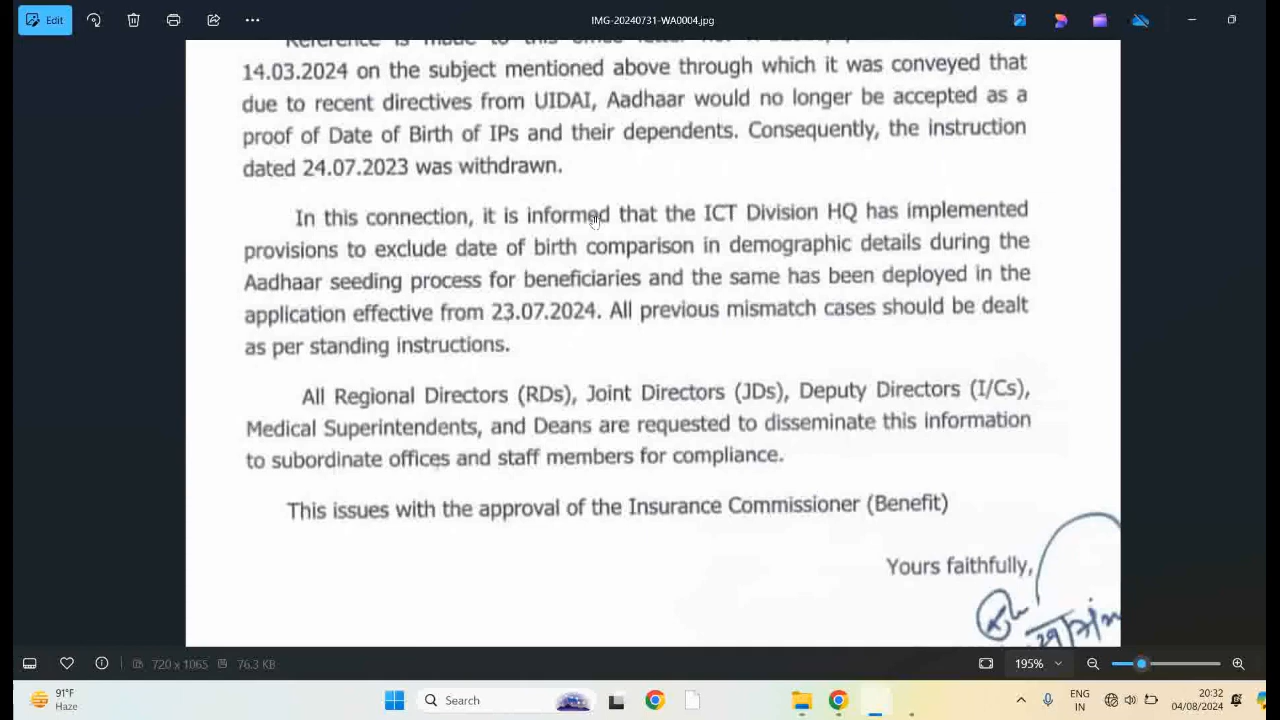 Edit
IMG-20240731-WA0004.jpg
Reference is made to this office letter
14.03.2024 on the subject mentioned above through which it was conveyed that
due to recent directives from UIDAI, Aadhaar would no longer be accepted as a
proof of Date of Birth of IPs and their dependents. Consequently, the instruction
dated 24.07.2023 was withdrawn.
In this connection, it is informed that the ICT Division HQ has implemented
provisions to exclude date of birth comparison in demographic details during the
Aadhaar seeding process for beneficiaries and the same has been deployed in the
application effective from 23.07.2024. All previous mismatch cases should be dealt
as per standing instructions.
All Regional Directors (RDs), Joint Directors (JDs), Deputy Directors (I/Cs),
Medical Superintendents, and Deans are requested to disseminate this information
to subordinate offices and staff members for compliance.
This issues with the approval of the Insurance Commissioner (Benefit)
Yours faithfully,
720 x 1065 76.3 KB
195%
91°F
Haze
Search
ENG
IN
20:32
04/08/2024